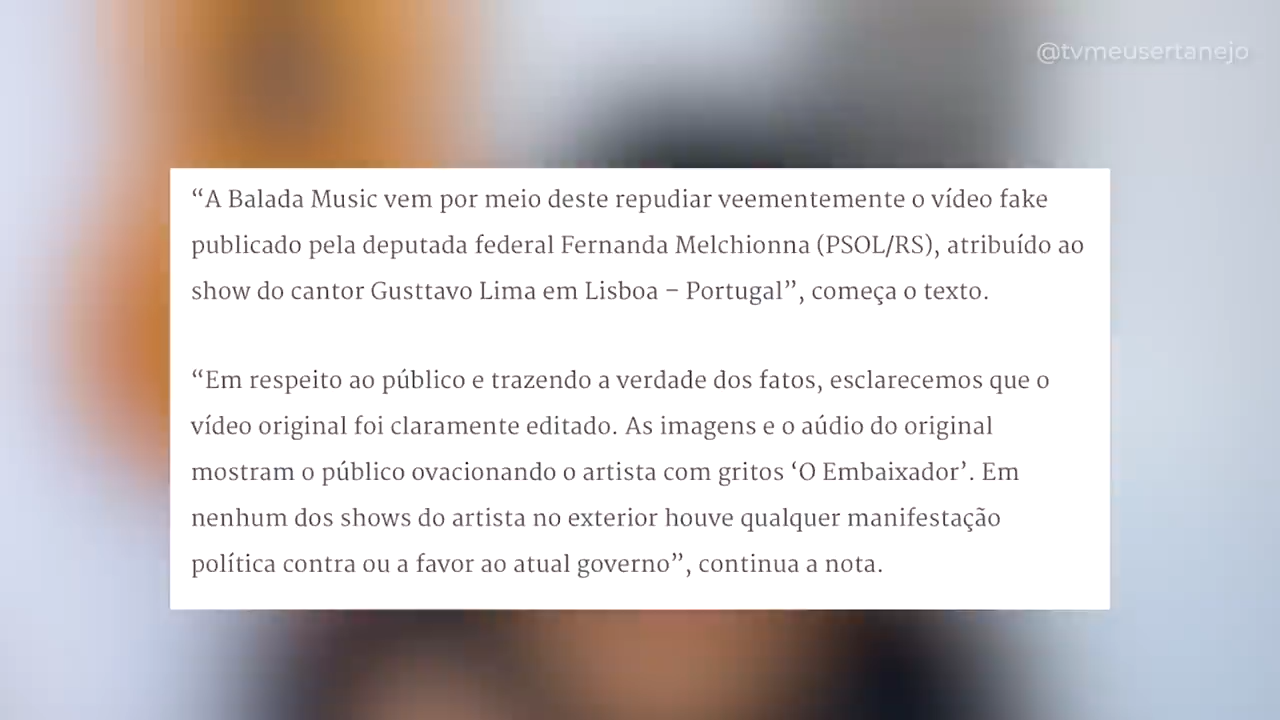 @tvmeusertanejo
“A Balada Music vem por meio deste repudiar veementemente o vídeo fake
publicado pela deputada federal Fernanda Melchionna (PSOL/RS), atribuído ao
show do cantor Gusttavo Lima em Lisboa – Portugal”, começa o texto.
“Em respeito ao público e trazendo a verdade dos fatos, esclarecemos que o
vídeo original foi claramente editado. As imagens e o aúdio do original
mostram o público ovacionando o artista com gritos ‘O Embaixador’. Em
nenhum dos shows do artista no exterior houve qualquer manifestação
política contra ou a favor ao atual governo”, continua a nota.